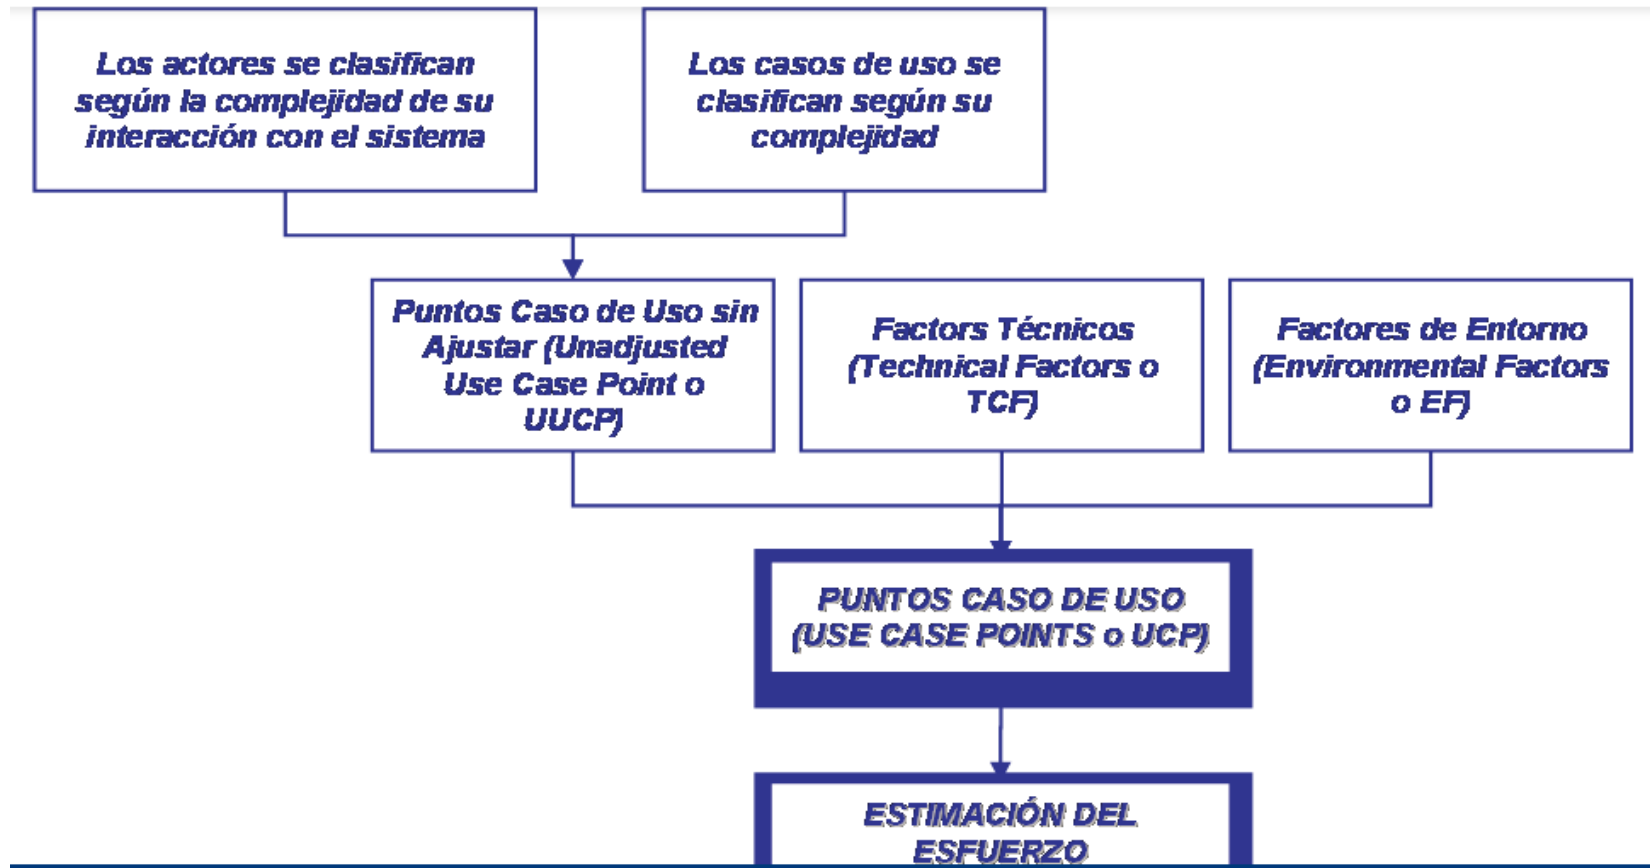 Los actores se clasifican
según la complejidad de su
interacción con el sistema
Los casos de uso se
clasifican según su
complejidad
Puntos Caso de Uso sin
Ajustar (Unadjusted
Use Case Point o
UUCP)
Factors Técnicos
(Technical Factors o
TCF)
Factores de Entorno
(Environmental Factors
o EF)
PUNTOS CASO DE USO
(USE CASE POINTS o UCP)
ESTIMACIÓN DEL
ESFUERZO